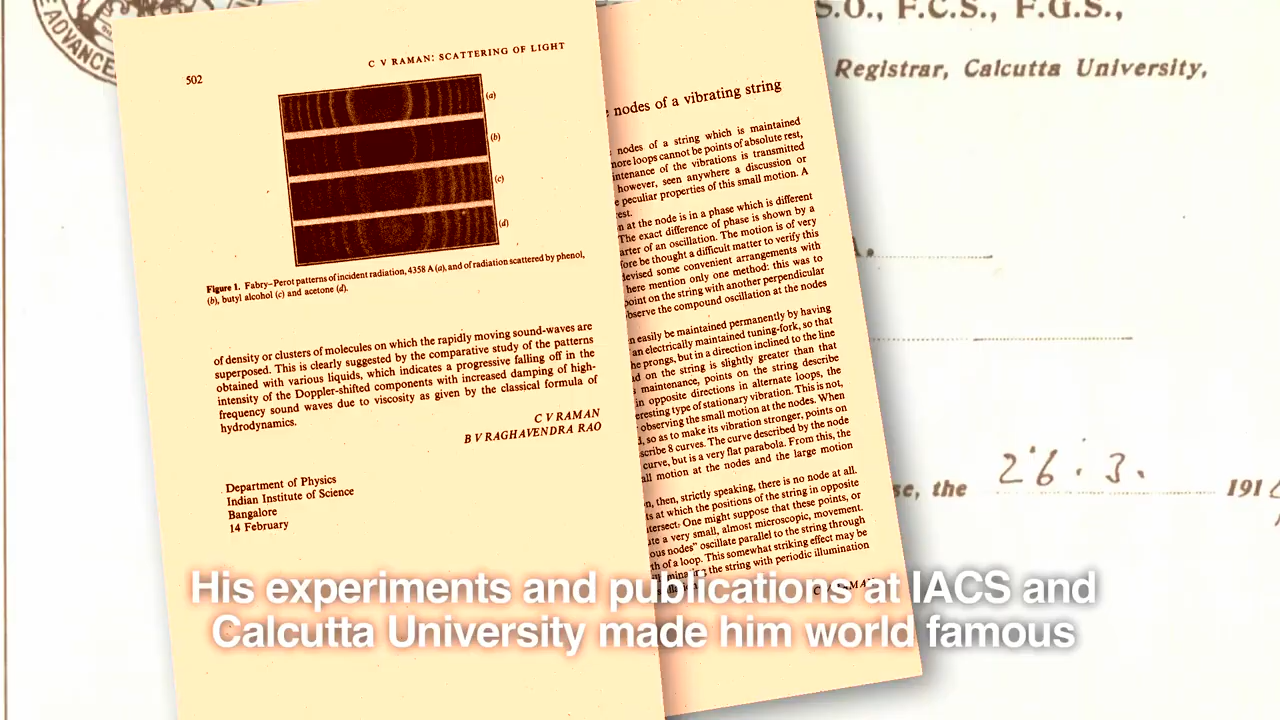 S.O., F.C.S., F.G.S.,
Registrar, Calcutta University,
ADVANCE
502
C V RAMAN: SCATTERING OF LIGHT
(a)
(b)
(c)
(d)
Figure 1. Fabry–Perot patterns of incident radiation, 4358 A (a), and of radiation scattered by phenol,
(b), butyl alcohol (c) and acetone (d).
of density or clusters of molecules on which the rapidly moving sound-waves are
superposed. This is clearly suggested by the comparative study of the patterns
obtained with various liquids, which indicates a progressive falling off in the
intensity of the Doppler-shifted components with increased damping of high-
frequency sound waves due to viscosity as given by the classical formula of
hydrodynamics.
C V RAMAN
B V RAGHAVENDRA RAO
Department of Physics
Indian Institute of Science
Bangalore
14 February
nodes of a vibrating string
nodes of a string which is maintained
more loops cannot be points of absolute rest,
intenance of the vibrations is transmitted
however, seen anywhere a discussion or
peculiar properties of this small motion. A
rest.
at the node is in a phase which is different
The exact difference of phase is shown by a
arter of an oscillation. The motion is of very
fore be thought a difficult matter to verify this
devised some convenient arrangements with
here mention only one method: this was to
point on the string with another perpendicular
observe the compound oscillation at the nodes
easily be maintained permanently by having
an electrically maintained tuning-fork, so that
he prongs, but in a direction inclined to the line
d on the string is slightly greater than that
maintenance, points on the string describe
in opposite directions in alternate loops, the
eresting type of stationary vibration. This is not,
observing the small motion at the nodes. When
d, so as to make its vibration stronger, points on
scribe 8 curves. The curve described by the node
curve, but is a very flat parabola. From this, the
all motion at the nodes and the large motion
n, then, strictly speaking, there is no node at all.
ts at which the positions of the string in opposite
ntersect. One might suppose that these points, or
ute a very small, almost microscopic, movement.
ous nodes” oscillate parallel to the string through
th of a loop. This somewhat striking effect may be
the string with periodic illumination
se, the 26.3. 191
His experiments and publications at IACS and
Calcutta University made him world famous